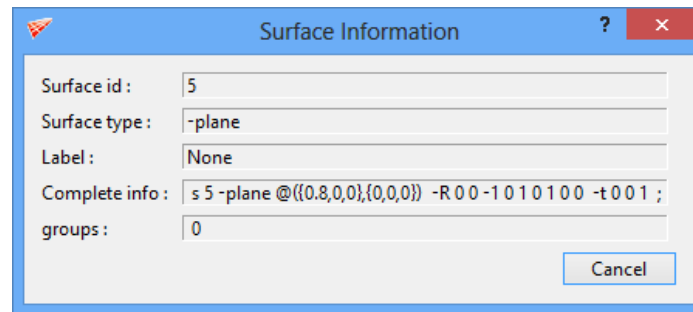 Surface Information ? ×
Surface id : 5
Surface type : -plane
Label : None
Complete info : s 5 -plane @({0.8,0,0},{0,0,0}) -R 0 0 -1 0 1 0 1 0 0 -t 0 0 1 ;
groups : 0
Cancel